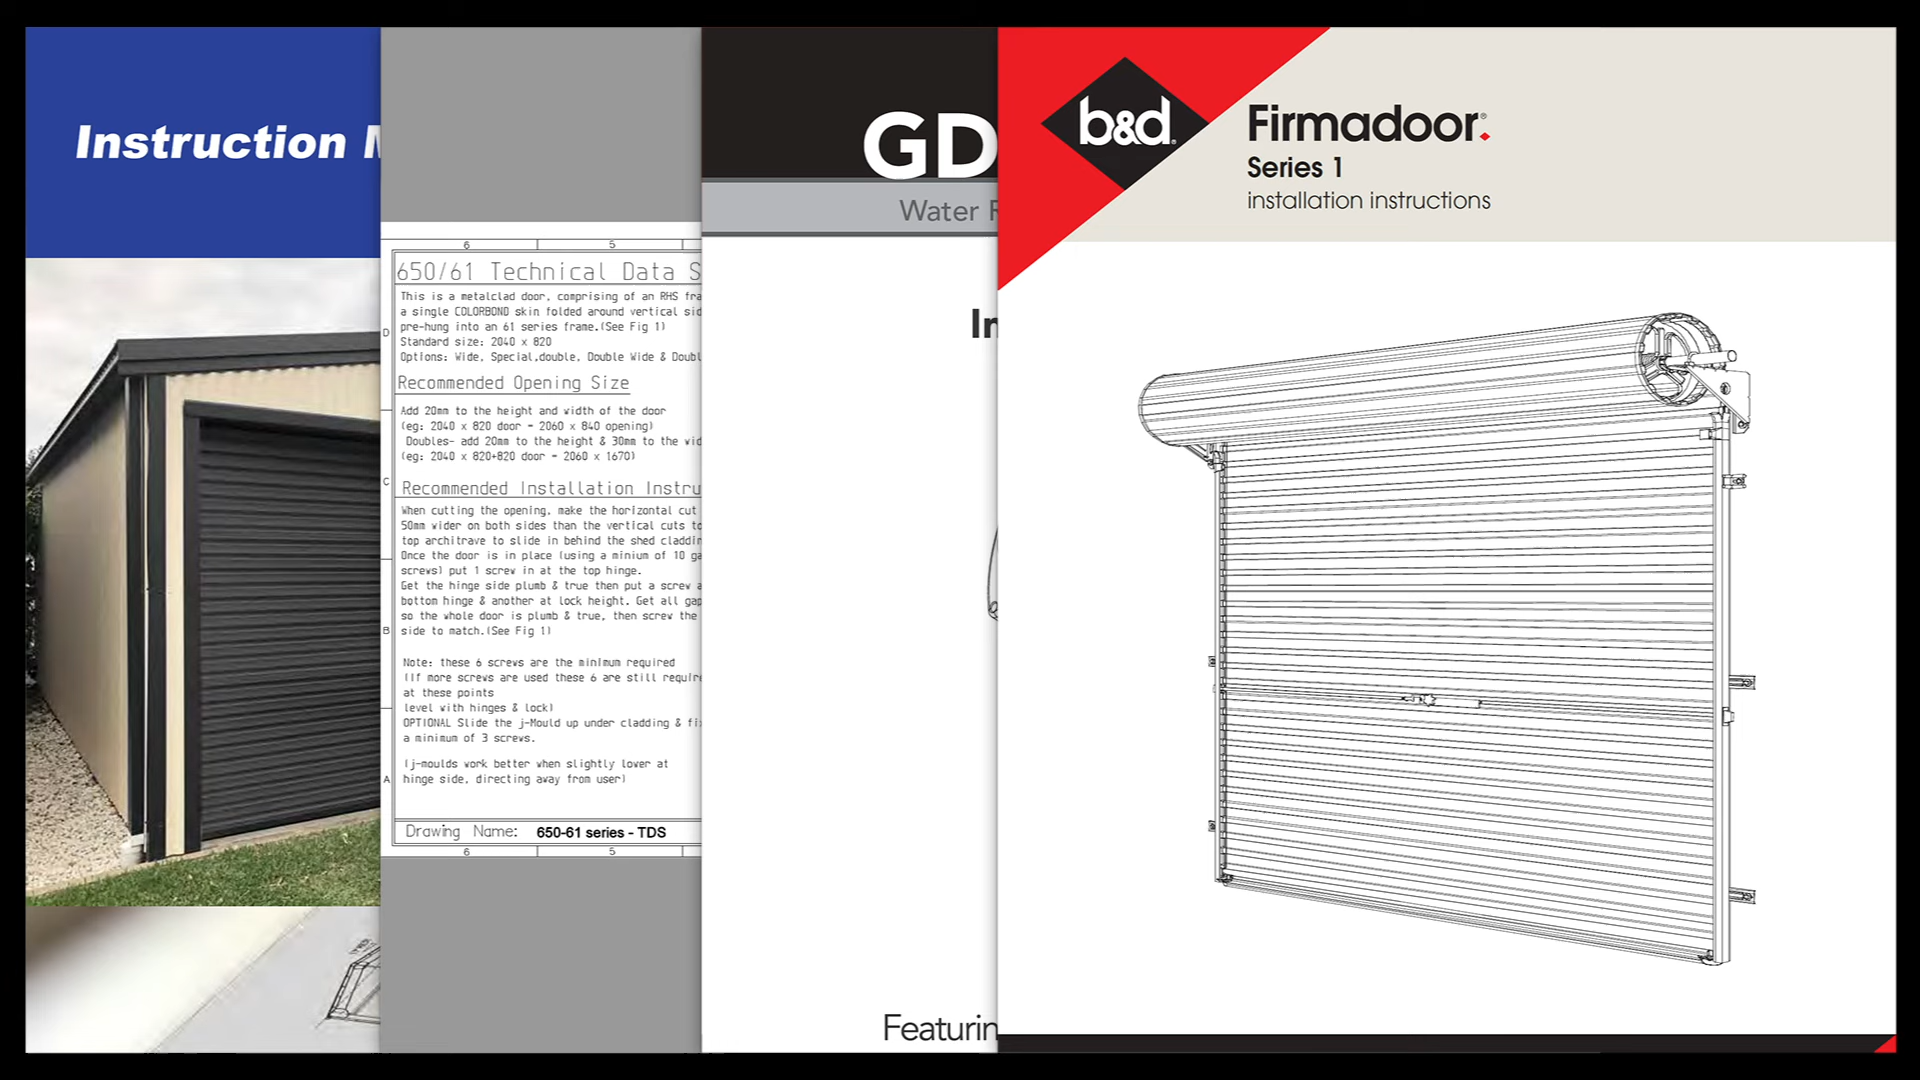 Instruction
6 5
650/61 Technical Data S
This is a metalclad door, comprising of an RHS fra
a single COLORBOND skin folded around vertical sid
pre-hung into an 61 series frame.(See Fig 1)
Standard size: 2040 x 820
Options: Wide, Special,double, Double Wide & Doubl
Recommended Opening Size
Add 20mm to the height and width of the door
(eg: 2040 x 820 door - 2060 x 840 opening)
Doubles- add 20mm to the height & 30mm to the wid
(eg: 2040 x 820+820 door - 2060 x 1670)
Recommended Installation Instru
When cutting the opening, make the horizontal cut
50mm wider on both sides than the vertical cuts to
top architrave to slide in behind the shed claddin
Once the door is in place (using a minium of 10 ga
screws) put 1 screw in at the top hinge.
Get the hinge side plumb & true then put a screw a
bottom hinge & another at lock height. Get all gap
so the whole door is plumb & true, then screw the
side to match.(See Fig 1)
Note: these 6 screws are the minimum required
(If more screws are used these 6 are still require
at these points
level with hinges & lock)
OPTIONAL Slide the j-Mould up under cladding & fi
a minimum of 3 screws.
(j-moulds work better when slightly lover at
hinge side, directing away from user)
Drawing Name: 650-61 series - TDS
6 5
D
C
B
A
GD
Water R
In
Featurin
b&d
Firmadoor
Series 1
installation instructions